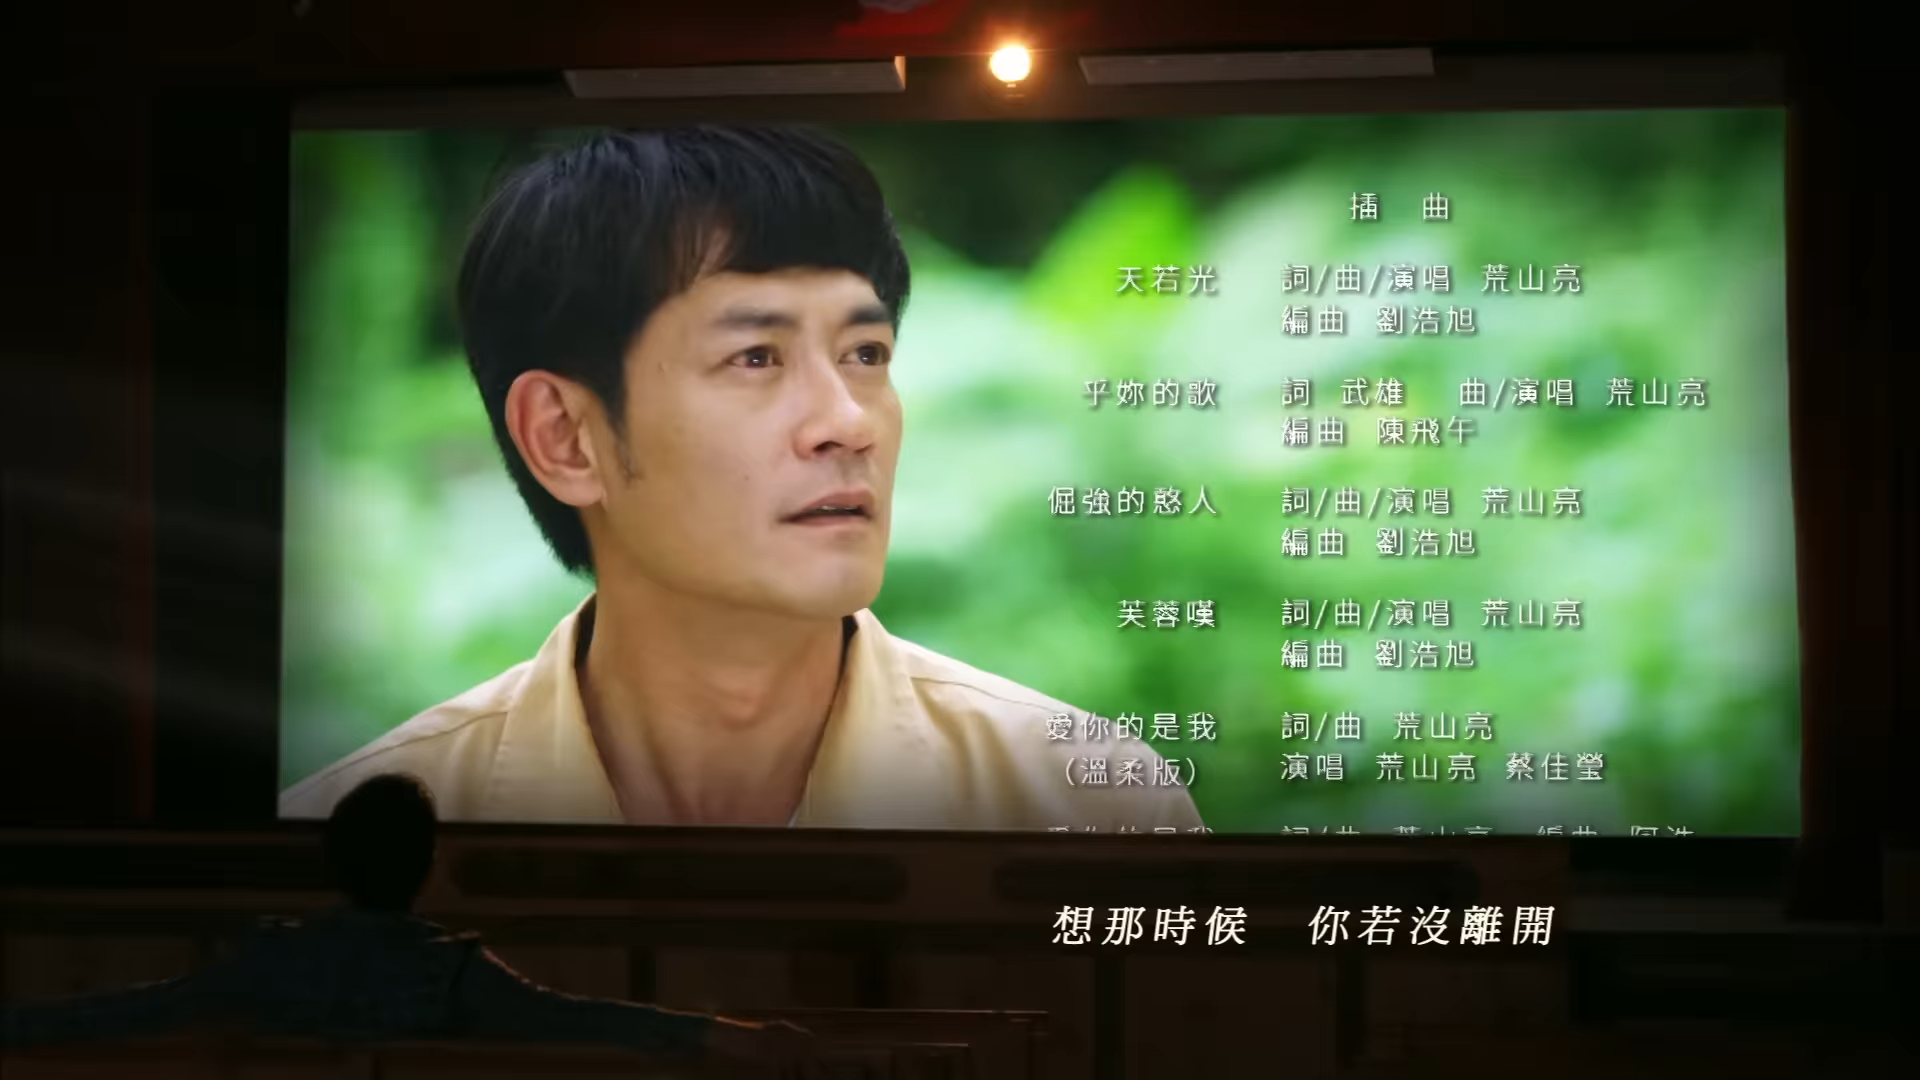 插 曲
天若光 詞/曲/演唱 荒山亮
編曲 劉浩旭
乎妳的歌 詞 武雄 曲/演唱 荒山亮
編曲 陳飛午
倔強的憨人 詞/曲/演唱 荒山亮
編曲 劉浩旭
芙蓉嘆 詞/曲/演唱 荒山亮
編曲 劉浩旭
愛你的是我 詞/曲 荒山亮
(溫柔版) 演唱 荒山亮 蔡佳瑩
想那時候 你若沒離開